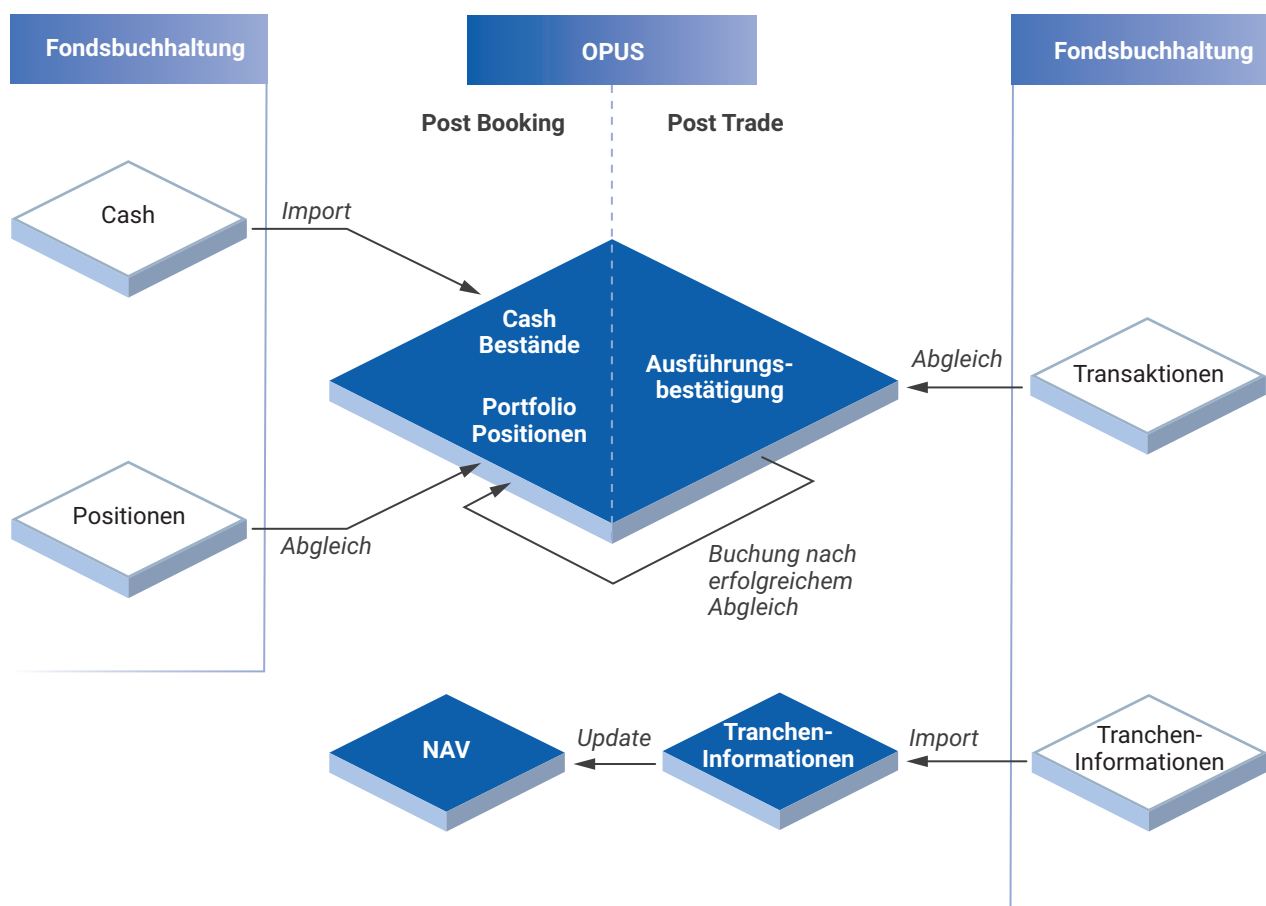 Fondsbuchhaltung
OPUS
Fondsbuchhaltung
Post Booking
Post Trade
Cash
Import
Cash
Bestände
Portfolio
Positionen
Ausführungs-
bestätigung
Abgleich
Transaktionen
Positionen
Abgleich
Buchung nach
erfolgreichem
Abgleich
NAV
Update
Tranchen-
Informationen
Import
Tranchen-
Informationen